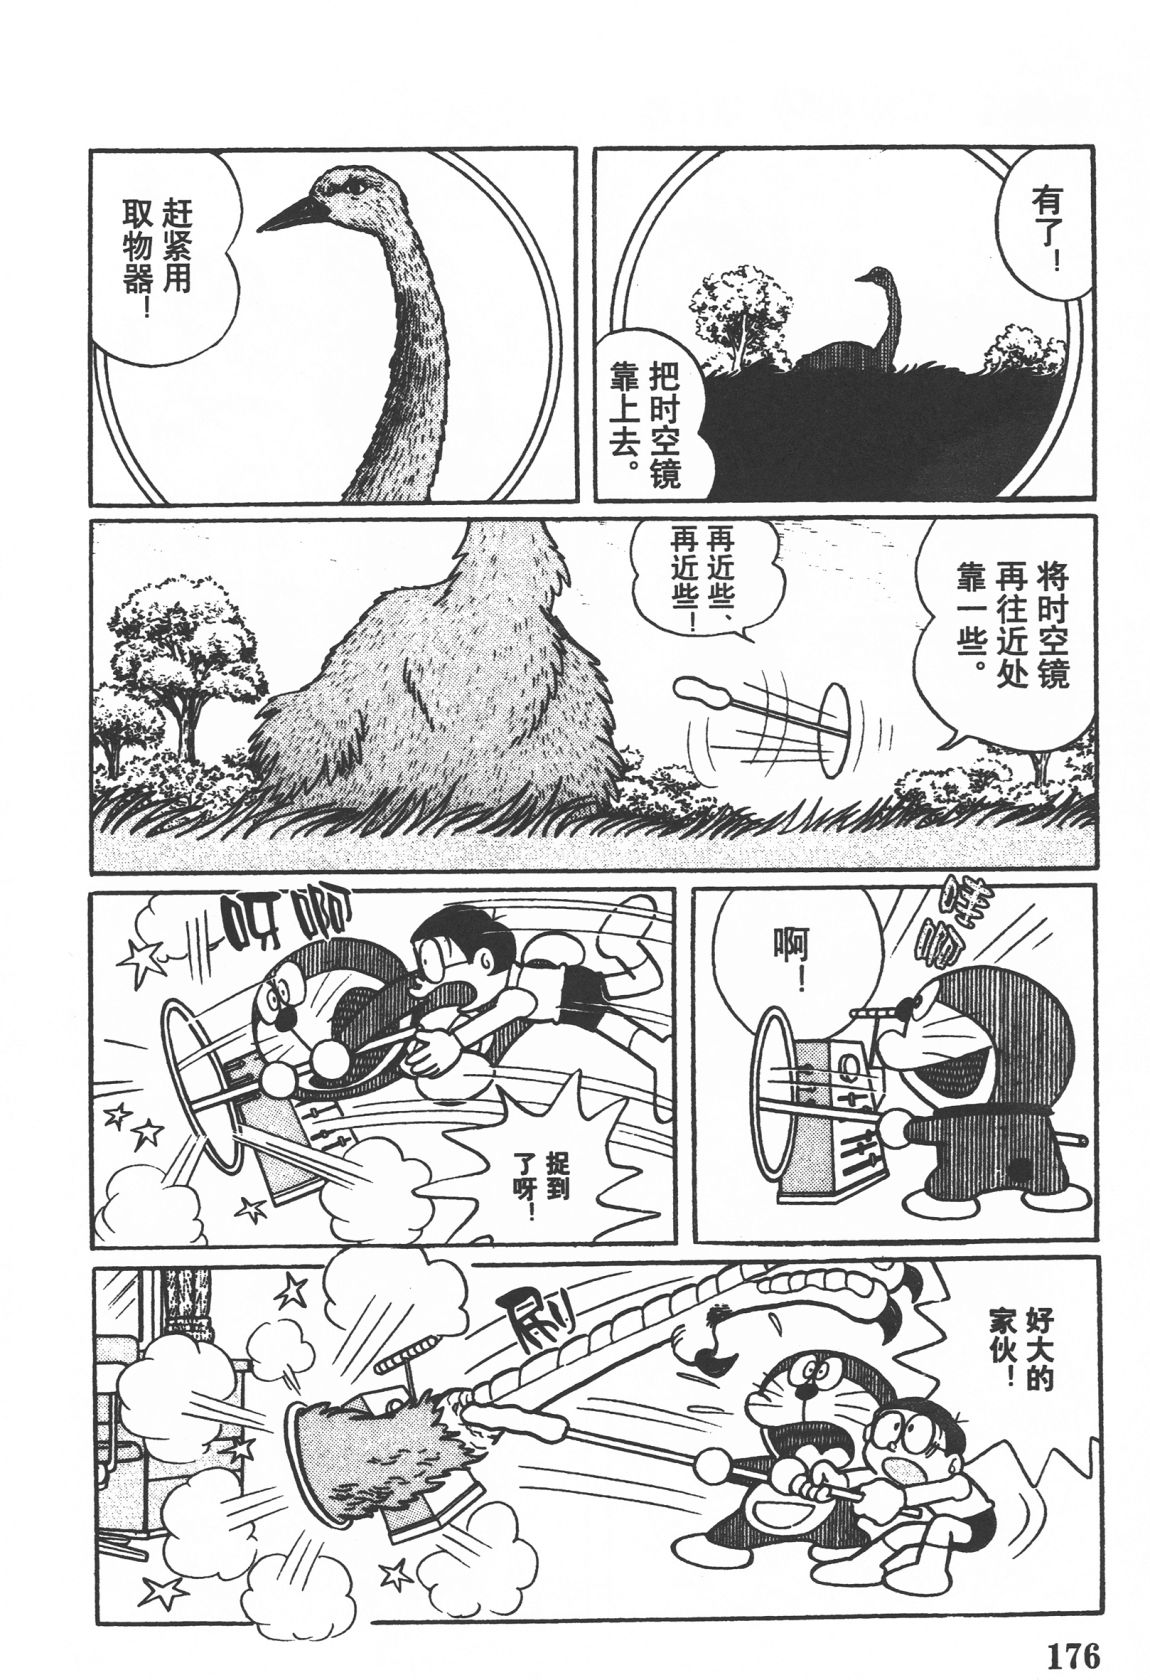 有了！
把时空镜
靠上去。
赶紧用
取物器！
将时空镜
再往近处
靠一些。
再近些、
再近些！
啊！
捉到
了呀！
呀啊
好大的
家伙！
176